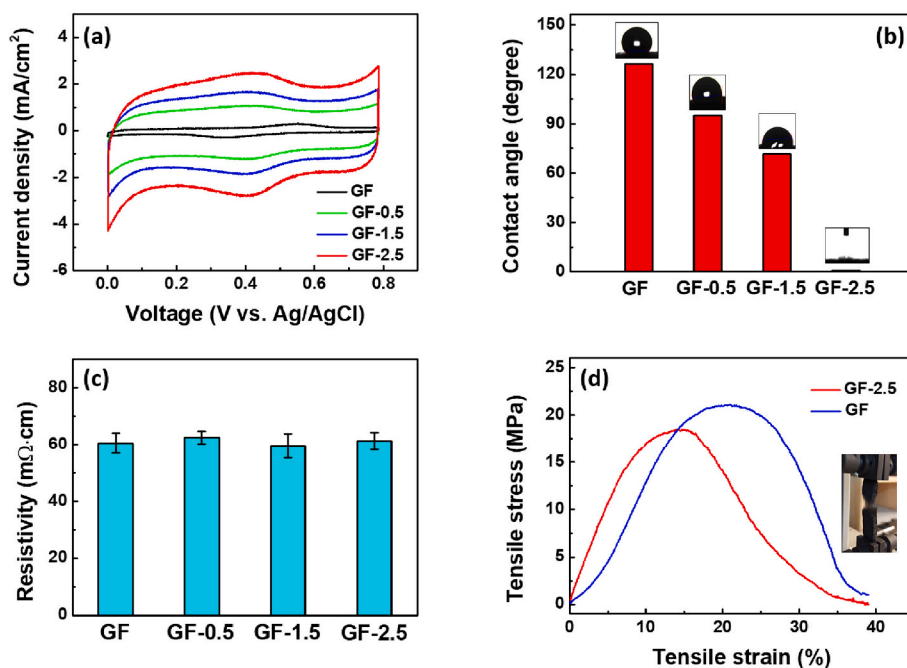 (a)
Current density (mA/cm²)
4
2
0
-2
-4
-6
0.0 0.2 0.4 0.6 0.8
Voltage (V vs. Ag/AgCl)
GF
GF-0.5
GF-1.5
GF-2.5
(b)
Contact angle (degree)
150
120
90
60
30
0
GF GF-0.5 GF-1.5 GF-2.5
(c)
Resistivity (mΩ·cm)
80
60
40
20
0
GF GF-0.5 GF-1.5 GF-2.5
(d)
Tensile stress (MPa)
25
20
15
10
5
0
0 10 20 30 40
Tensile strain (%)
GF-2.5
GF